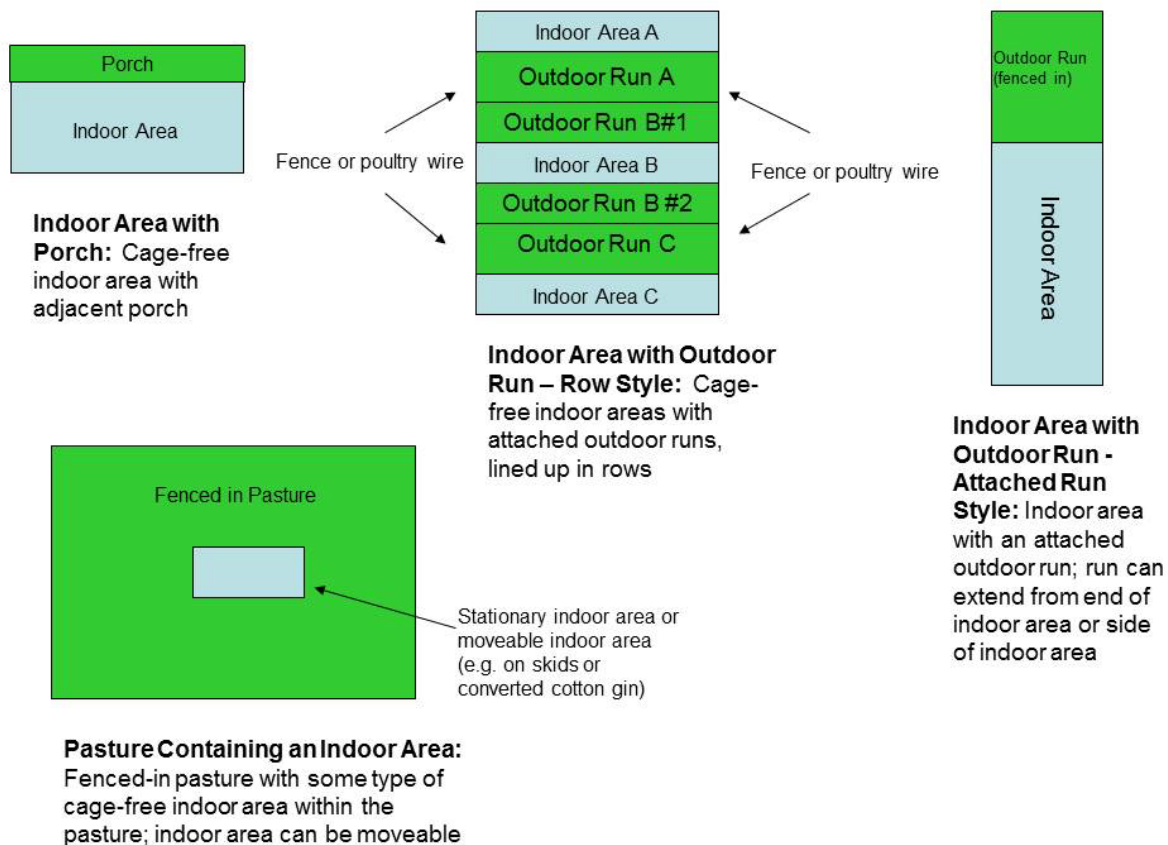 Porch
Indoor Area
Indoor Area with
Porch: Cage-free
indoor area with
adjacent porch
Indoor Area A
Outdoor Run A
Outdoor Run B#1
Indoor Area B
Outdoor Run B #2
Outdoor Run C
Indoor Area C
Fence or poultry wire
Fence or poultry wire
Indoor Area with Outdoor
Run – Row Style: Cage-
free indoor areas with
attached outdoor runs,
lined up in rows
Outdoor Run
(fenced in)
Indoor Area
Indoor Area with
Outdoor Run -
Attached Run
Style: Indoor area
with an attached
outdoor run; run can
extend from end of
indoor area or side
of indoor area
Fenced in Pasture
Stationary indoor area or
moveable indoor area
(e.g. on skids or
converted cotton gin)
Pasture Containing an Indoor Area:
Fenced-in pasture with some type of
cage-free indoor area within the
pasture; indoor area can be moveable